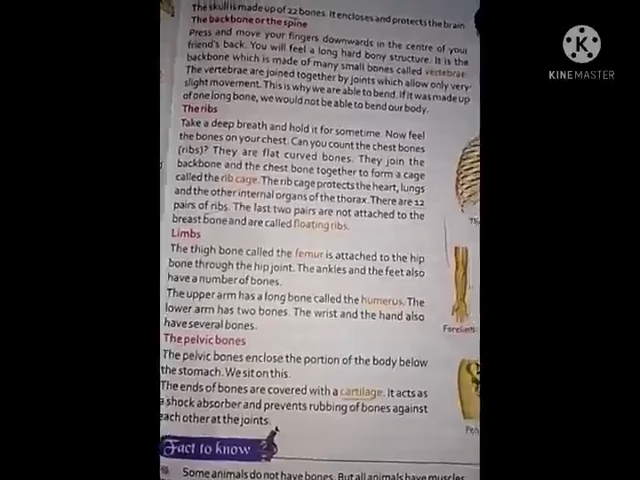 The skull is made up of 22 bones. It encloses and protects the brain
The backbone or the spine
Press and move your fingers downwards in the centre of your
friend's back. You will feel a long hard bony structure. It is the
backbone which is made of many small bones called vertebrae.
The vertebrae are joined together by joints which allow only very
slight movement. This is why we are able to bend. If it was made up
of one long bone, we would not be able to bend our body.
The ribs
Take a deep breath and hold it for sometime. Now feel
the bones on your chest. Can you count the chest bones
(ribs)? They are flat curved bones. They join the
backbone and the chest bone together to form a cage
called the rib cage. The rib cage protects the heart, lungs
and the other internal organs of the thorax. There are 12
pairs of ribs. The last two pairs are not attached to the
breast bone and are called floating ribs.
Limbs
The thigh bone called the femur is attached to the hip
bone through the hip joint. The ankles and the feet also
have a number of bones.
The upper arm has a long bone called the humerus. The
lower arm has two bones. The wrist and the hand also
have several bones.
Forelimb
The pelvic bones
The pelvic bones enclose the portion of the body below
the stomach. We sit on this.
The ends of bones are covered with a cartilage. It acts as
a shock absorber and prevents rubbing of bones against
each other at the joints.
Fact to know
Some animals do not have bones. But all animals have muscles
KINEMASTER